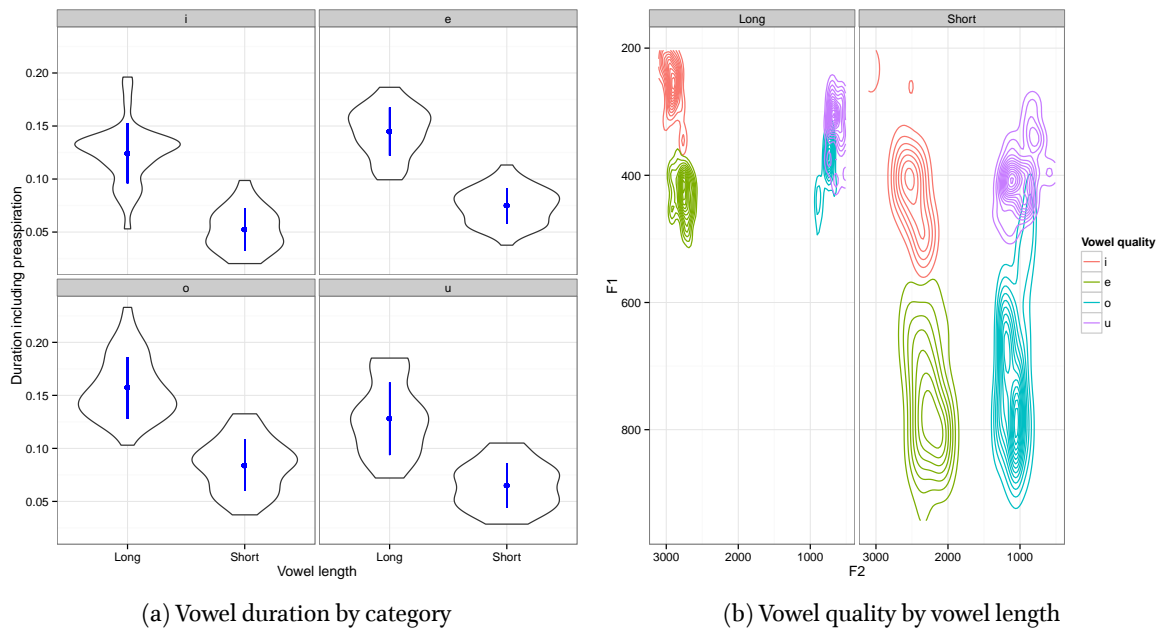 i
e
Duration including preaspiration
0.20
0.15
0.10
0.05
o
u
0.20
0.15
0.10
0.05
Long
Short
Long
Short
Vowel length
(a) Vowel duration by category
Long
Short
F1
200
400
600
800
3000
2000
1000
3000
2000
1000
F2
Vowel quality
i
e
o
u
(b) Vowel quality by vowel length